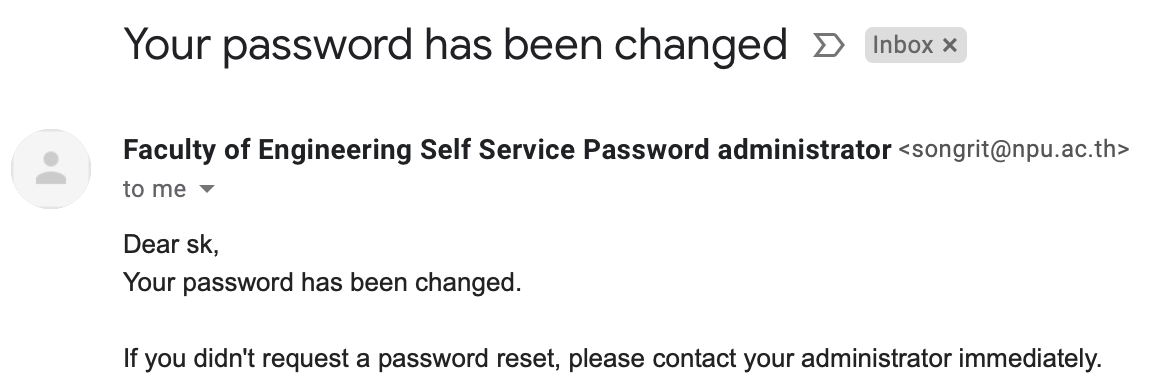 Your password has been changed Inbox ×
Faculty of Engineering Self Service Password administrator <songrit@npu.ac.th>
to me
Dear sk,
Your password has been changed.
If you didn't request a password reset, please contact your administrator immediately.